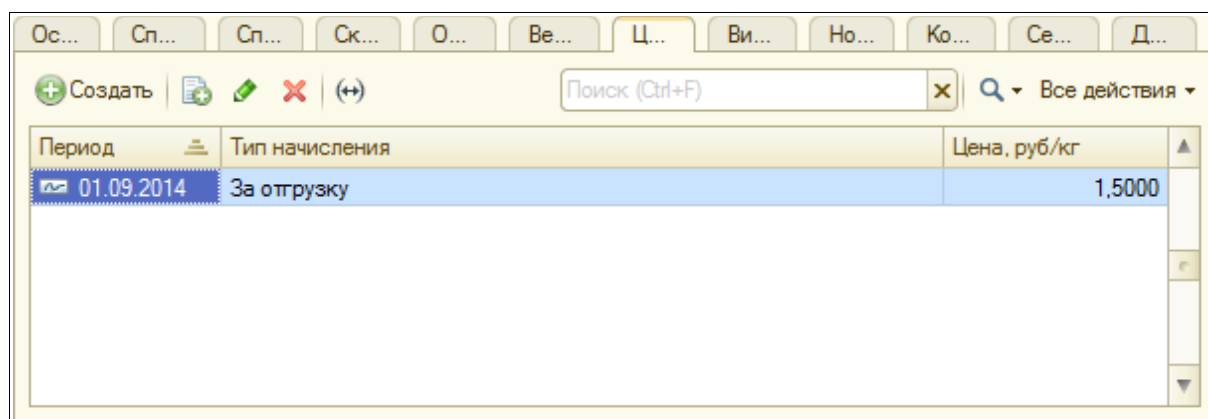 Ос... Сп... Сп... Ск... О... Ве... Ц... Ви... Но... Ко... Се... Д...
Создать Поиск (Ctrl+F) Все действия
Период Тип начисления Цена, руб/кг
01.09.2014 За отгрузку 1,5000